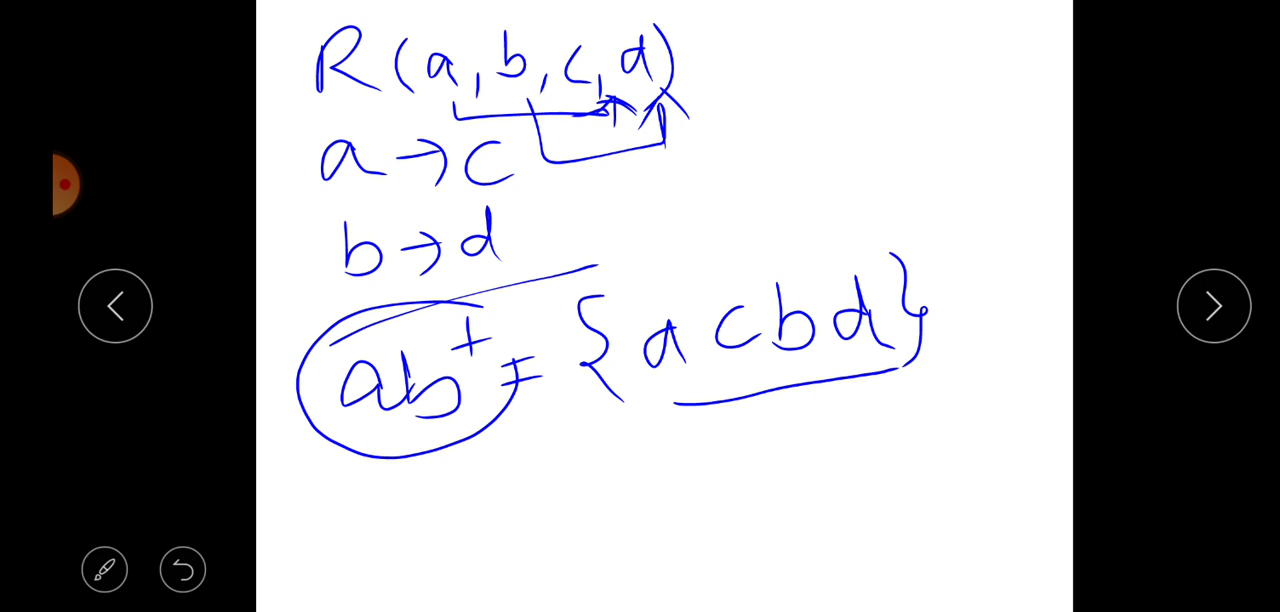 R(a,b,c,d)
a→c
b→d
ab⁺ = {acbd}